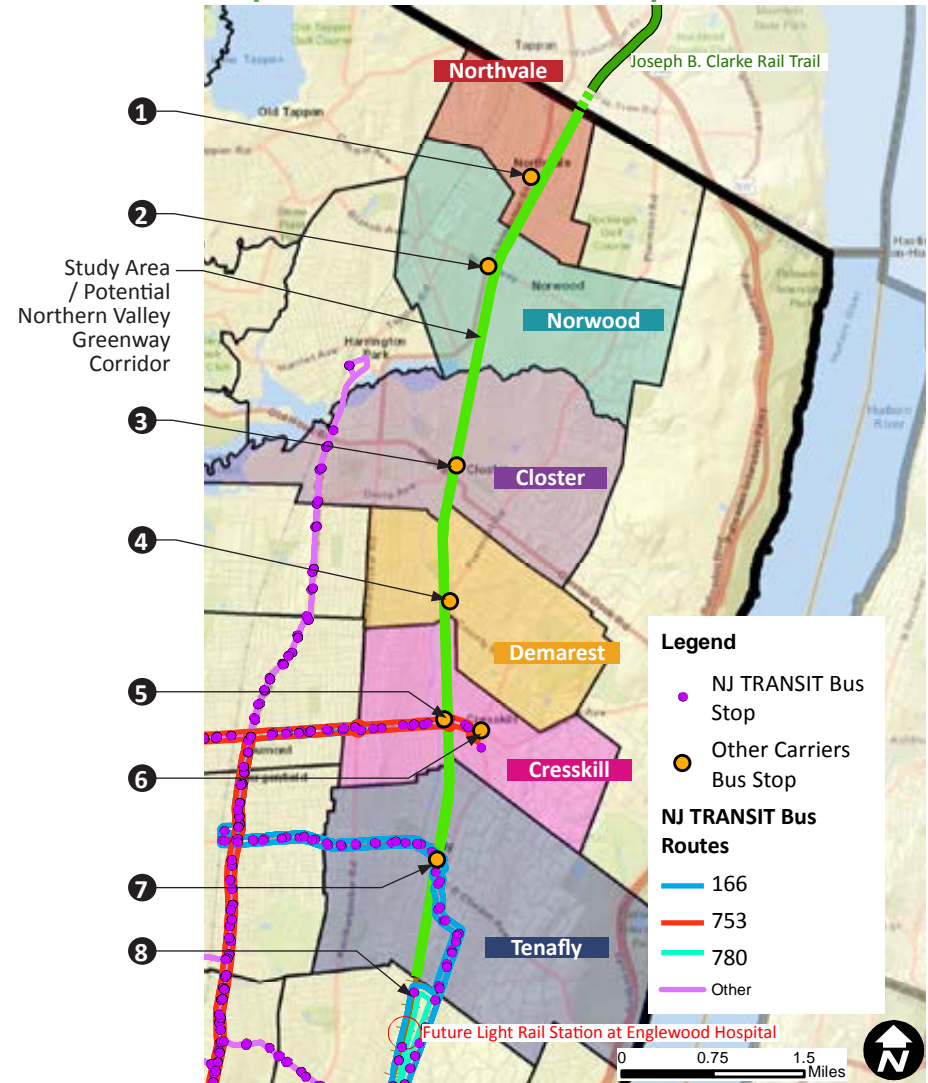 Northvale
Joseph B. Clarke Rail Trail
Tappan
Old Tappan
1
2
Study Area
/ Potential
Northern Valley
Greenway
Corridor
Norwood
Norwood
Harrington
Park
Hudson
River
3
Closter
4
Demarest
5
6
Cresskill
7
Tenafly
8
Future Light Rail Station at Englewood Hospital
Legend
NJ TRANSIT Bus
Stop
Other Carriers
Bus Stop
NJ TRANSIT Bus
Routes
166
753
780
Other
0 0.75 1.5
Miles
N